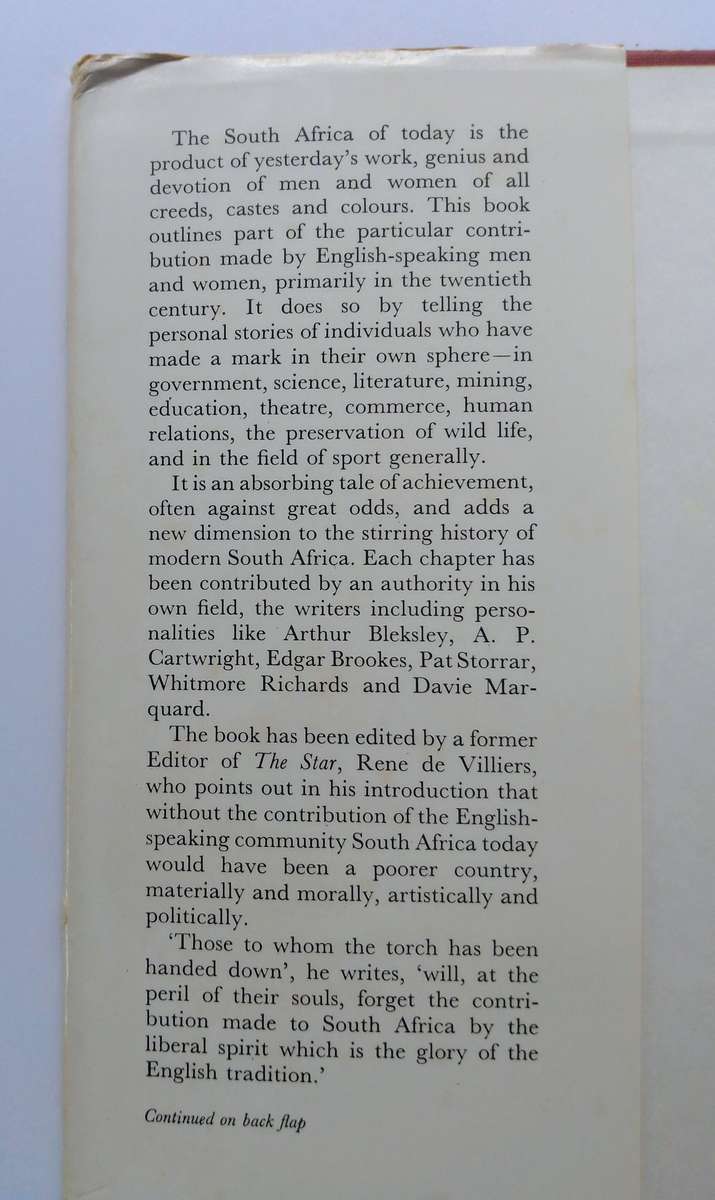 The South Africa of today is the
product of yesterday's work, genius and
devotion of men and women of all
creeds, castes and colours. This book
outlines part of the particular contri-
bution made by English-speaking men
and women, primarily in the twentieth
century. It does so by telling the
personal stories of individuals who have
made a mark in their own sphere—in
government, science, literature, mining,
education, theatre, commerce, human
relations, the preservation of wild life,
and in the field of sport generally.
It is an absorbing tale of achievement,
often against great odds, and adds a
new dimension to the stirring history of
modern South Africa. Each chapter has
been contributed by an authority in his
own field, the writers including perso-
nalities like Arthur Bleksley, A. P.
Cartwright, Edgar Brookes, Pat Storrar,
Whitmore Richards and Davie Mar-
quard.
The book has been edited by a former
Editor of The Star, Rene de Villiers,
who points out in his introduction that
without the contribution of the English-
speaking community South Africa today
would have been a poorer country,
materially and morally, artistically and
politically.
‘Those to whom the torch has been
handed down’, he writes, ‘will, at the
peril of their souls, forget the contri-
bution made to South Africa by the
liberal spirit which is the glory of the
English tradition.’
Continued on back flap